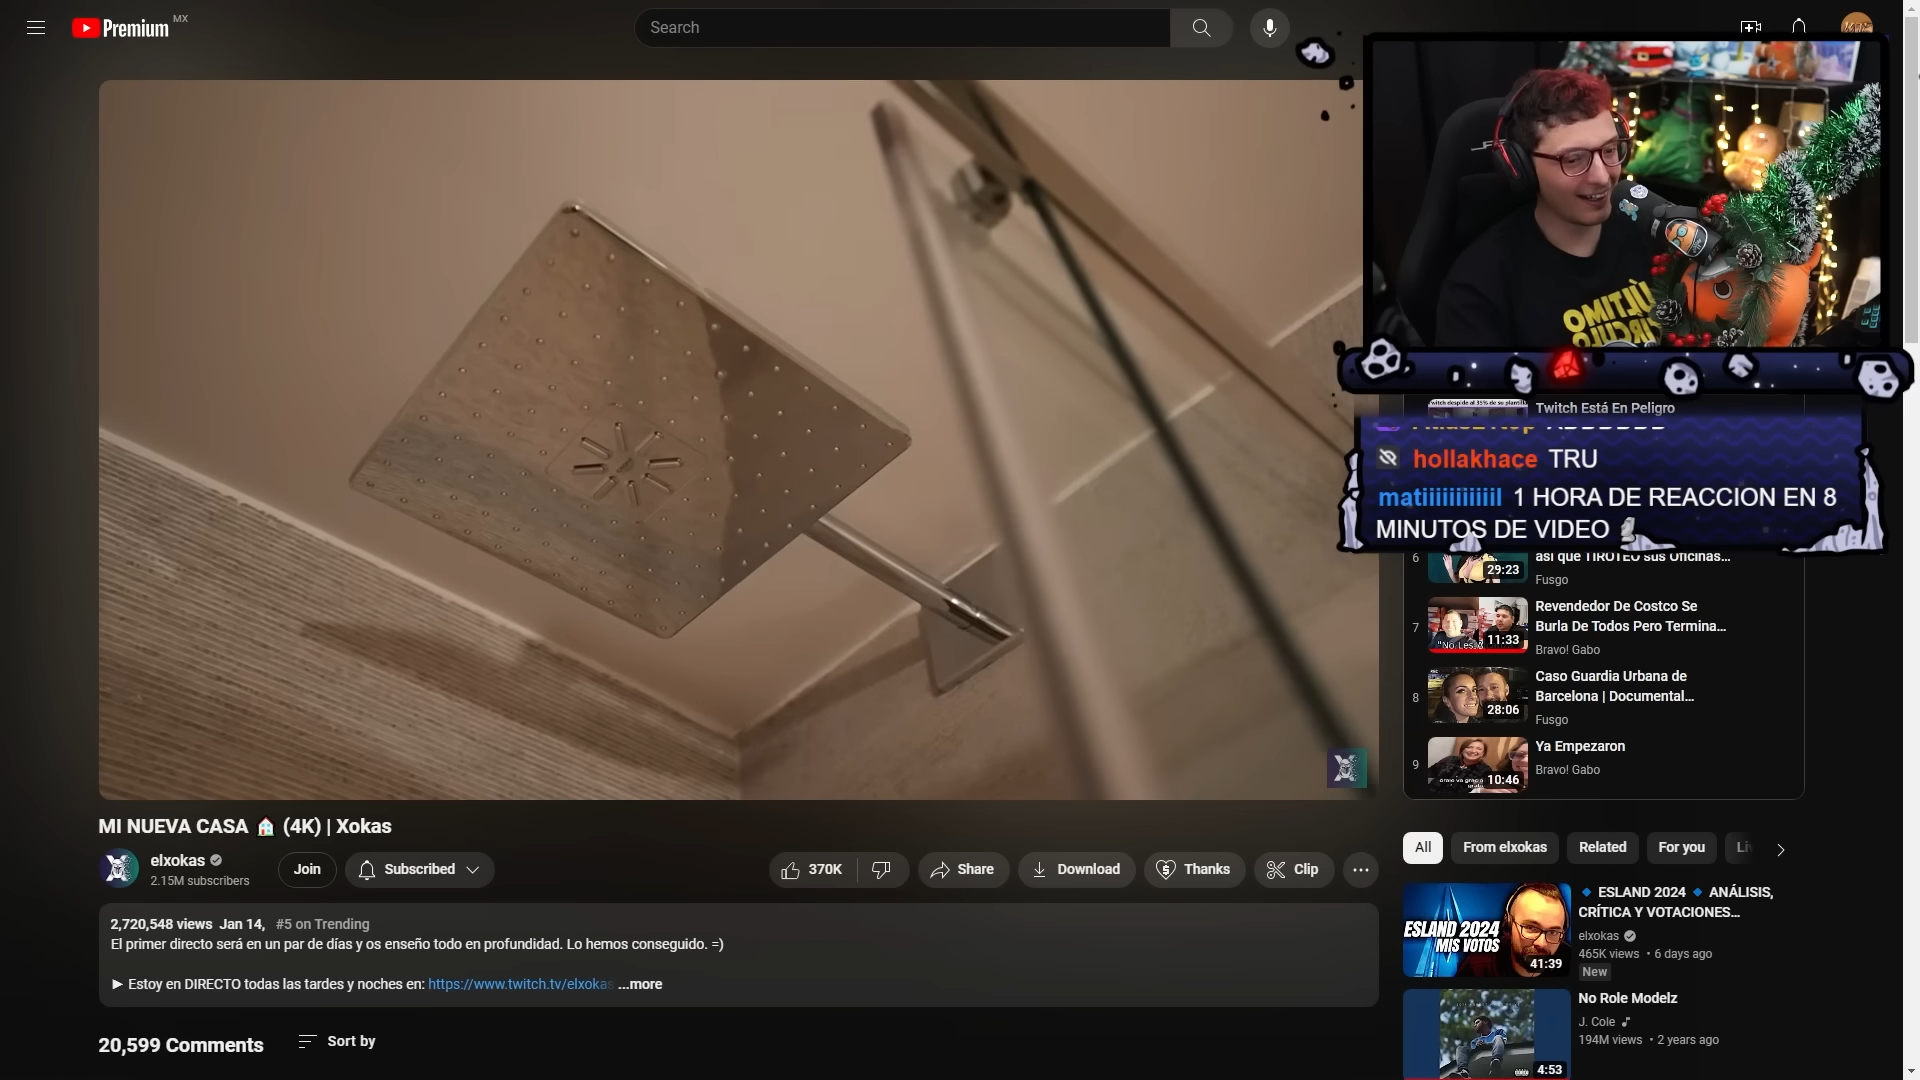 Premium MX
Search
ÚLTIMO
CÍRCULO
Twitch Está En Peligro
hollakhace TRU
matiiiiiiiiiiil 1 HORA DE REACCION EN 8
MINUTOS DE VIDEO
6
29:23
así que TIROTEÓ sus Oficinas...
Fusgo
7
11:33
Revendedor De Costco Se
Burla De Todos Pero Termina...
Bravo! Gabo
8
28:06
Caso Guardia Urbana de
Barcelona | Documental...
Fusgo
9
10:46
Ya Empezaron
Bravo! Gabo
MI NUEVA CASA 🏠 (4K) | Xokas
elxokas
2.15M subscribers
Join
Subscribed
370K
Share
Download
Thanks
Clip
2,720,548 views Jan 14, #5 on Trending
El primer directo será en un par de días y os enseño todo en profundidad. Lo hemos conseguido. =)
► Estoy en DIRECTO todas las tardes y noches en: https://www.twitch.tv/elxokas ...more
20,599 Comments
Sort by
All
From elxokas
Related
For you
ESLAND 2024
MIS VOTOS
41:39
🔹 ESLAND 2024 🔹 ANÁLISIS,
CRÍTICA Y VOTACIONES...
elxokas
465K views • 6 days ago
New
4:53
No Role Modelz
J. Cole
194M views • 2 years ago